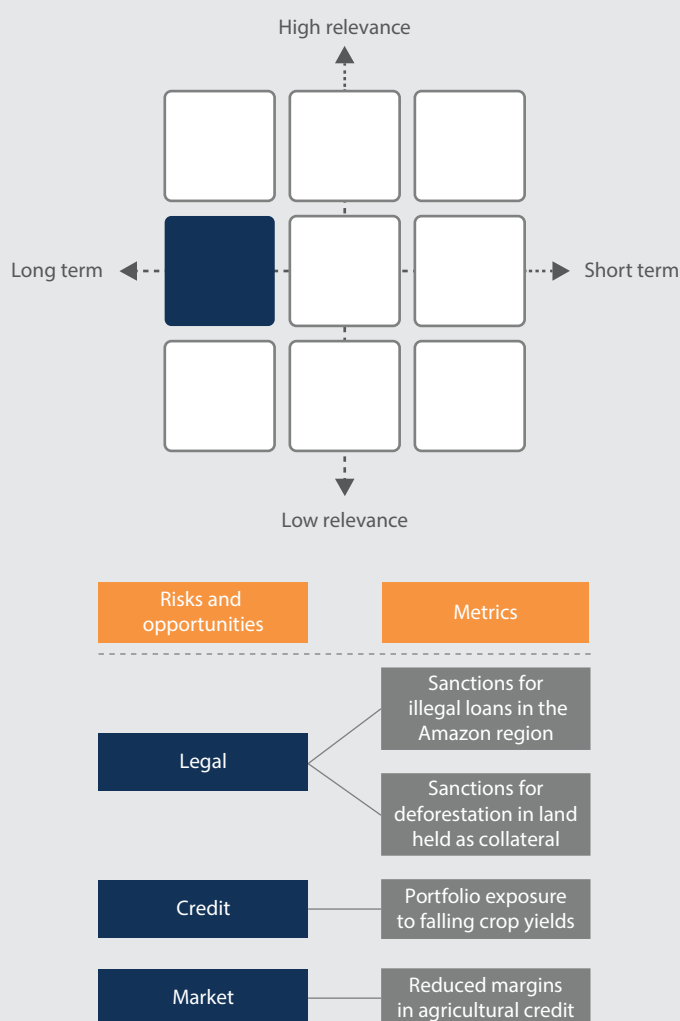 High relevance
Long term
Short term
Low relevance
Risks and
opportunities
Metrics
Legal
Sanctions for
illegal loans in the
Amazon region
Sanctions for
deforestation in land
held as collateral
Credit
Portfolio exposure
to falling crop yields
Market
Reduced margins
in agricultural credit